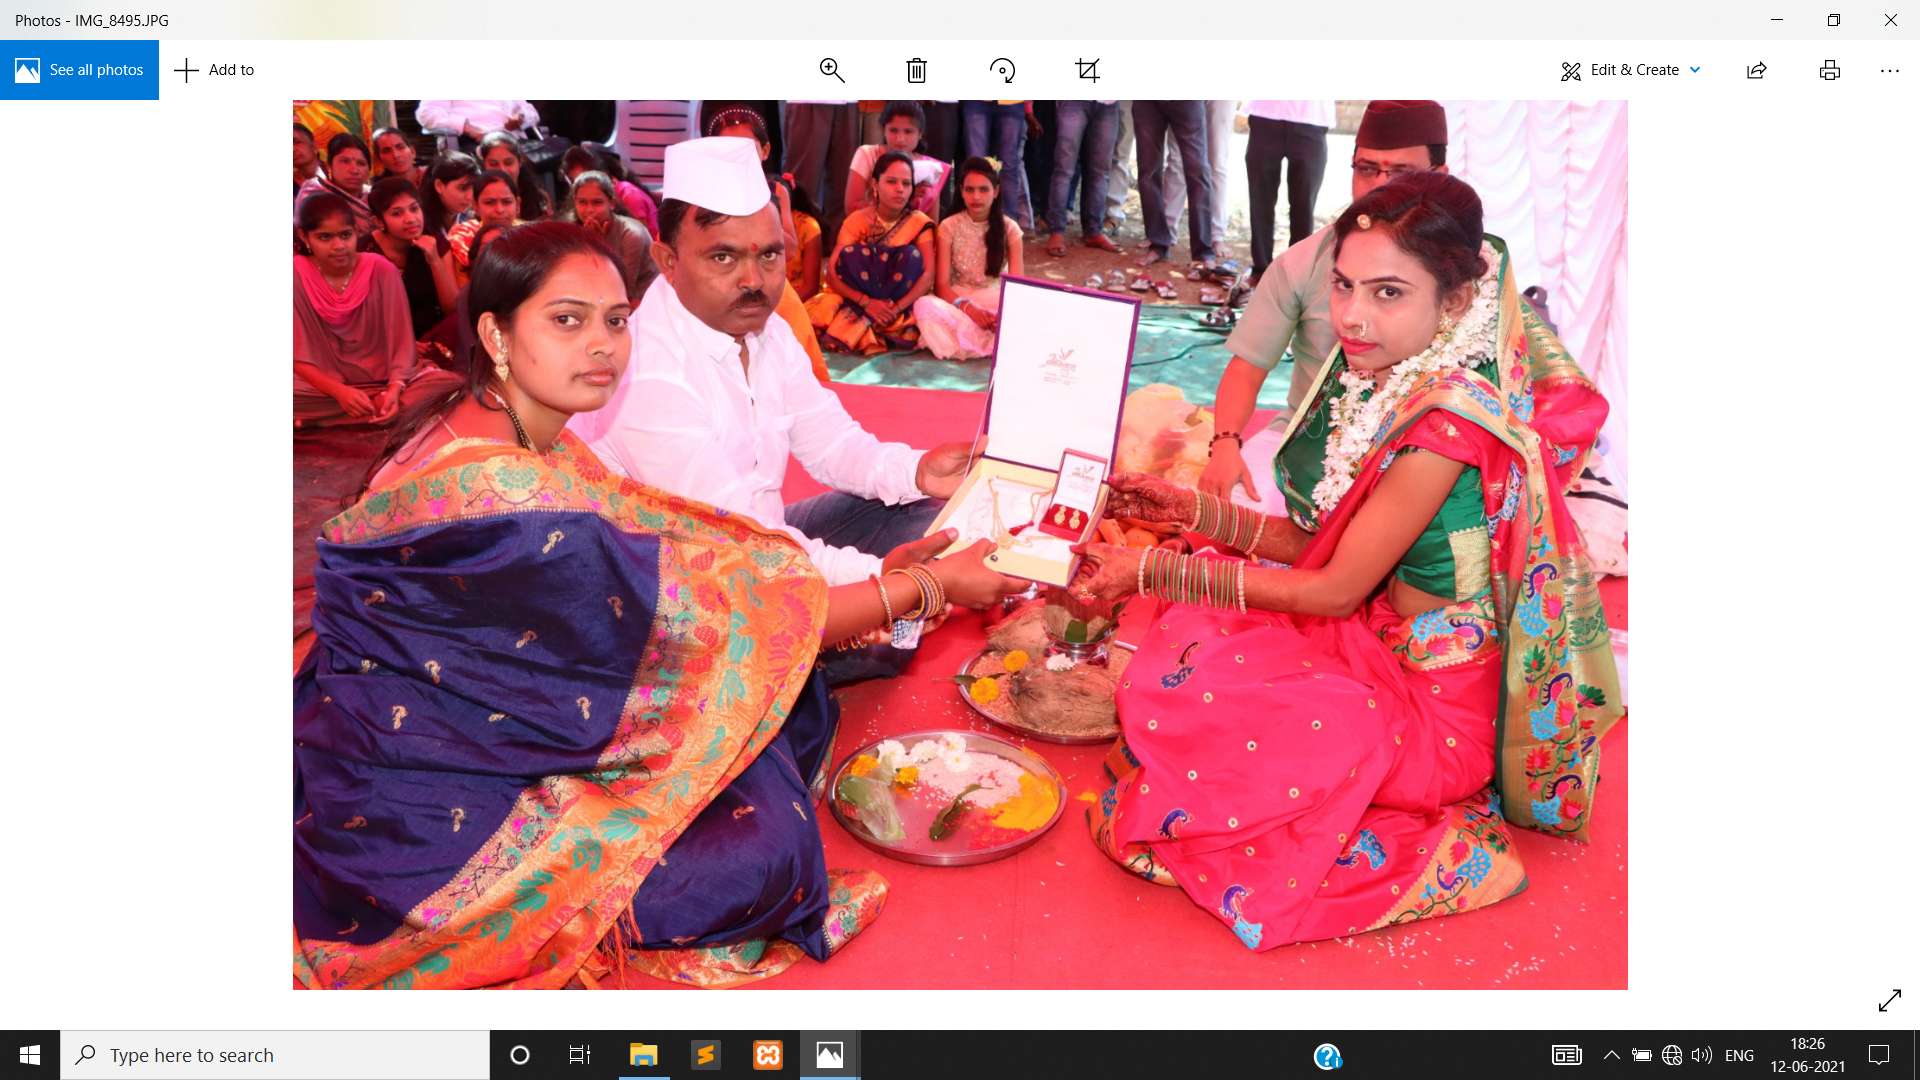 Photos - IMG_8495.JPG
See all photos
Add to
Edit & Create
Type here to search
ENG
18:26
12-06-2021